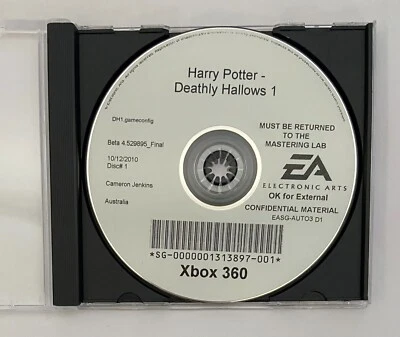 Harry Potter -
Deathly Hallows 1
DH1.gameconfig
Beta 4.529895_Final
10/12/2010
Disc# 1
Cameron Jenkins
Australia
MUST BE RETURNED
TO THE
MASTERING LAB
EA
ELECTRONIC ARTS
OK for External
CONFIDENTIAL MATERIAL
EASG-AUTO3 D1
*SG-0000001313897-001*
Xbox 360